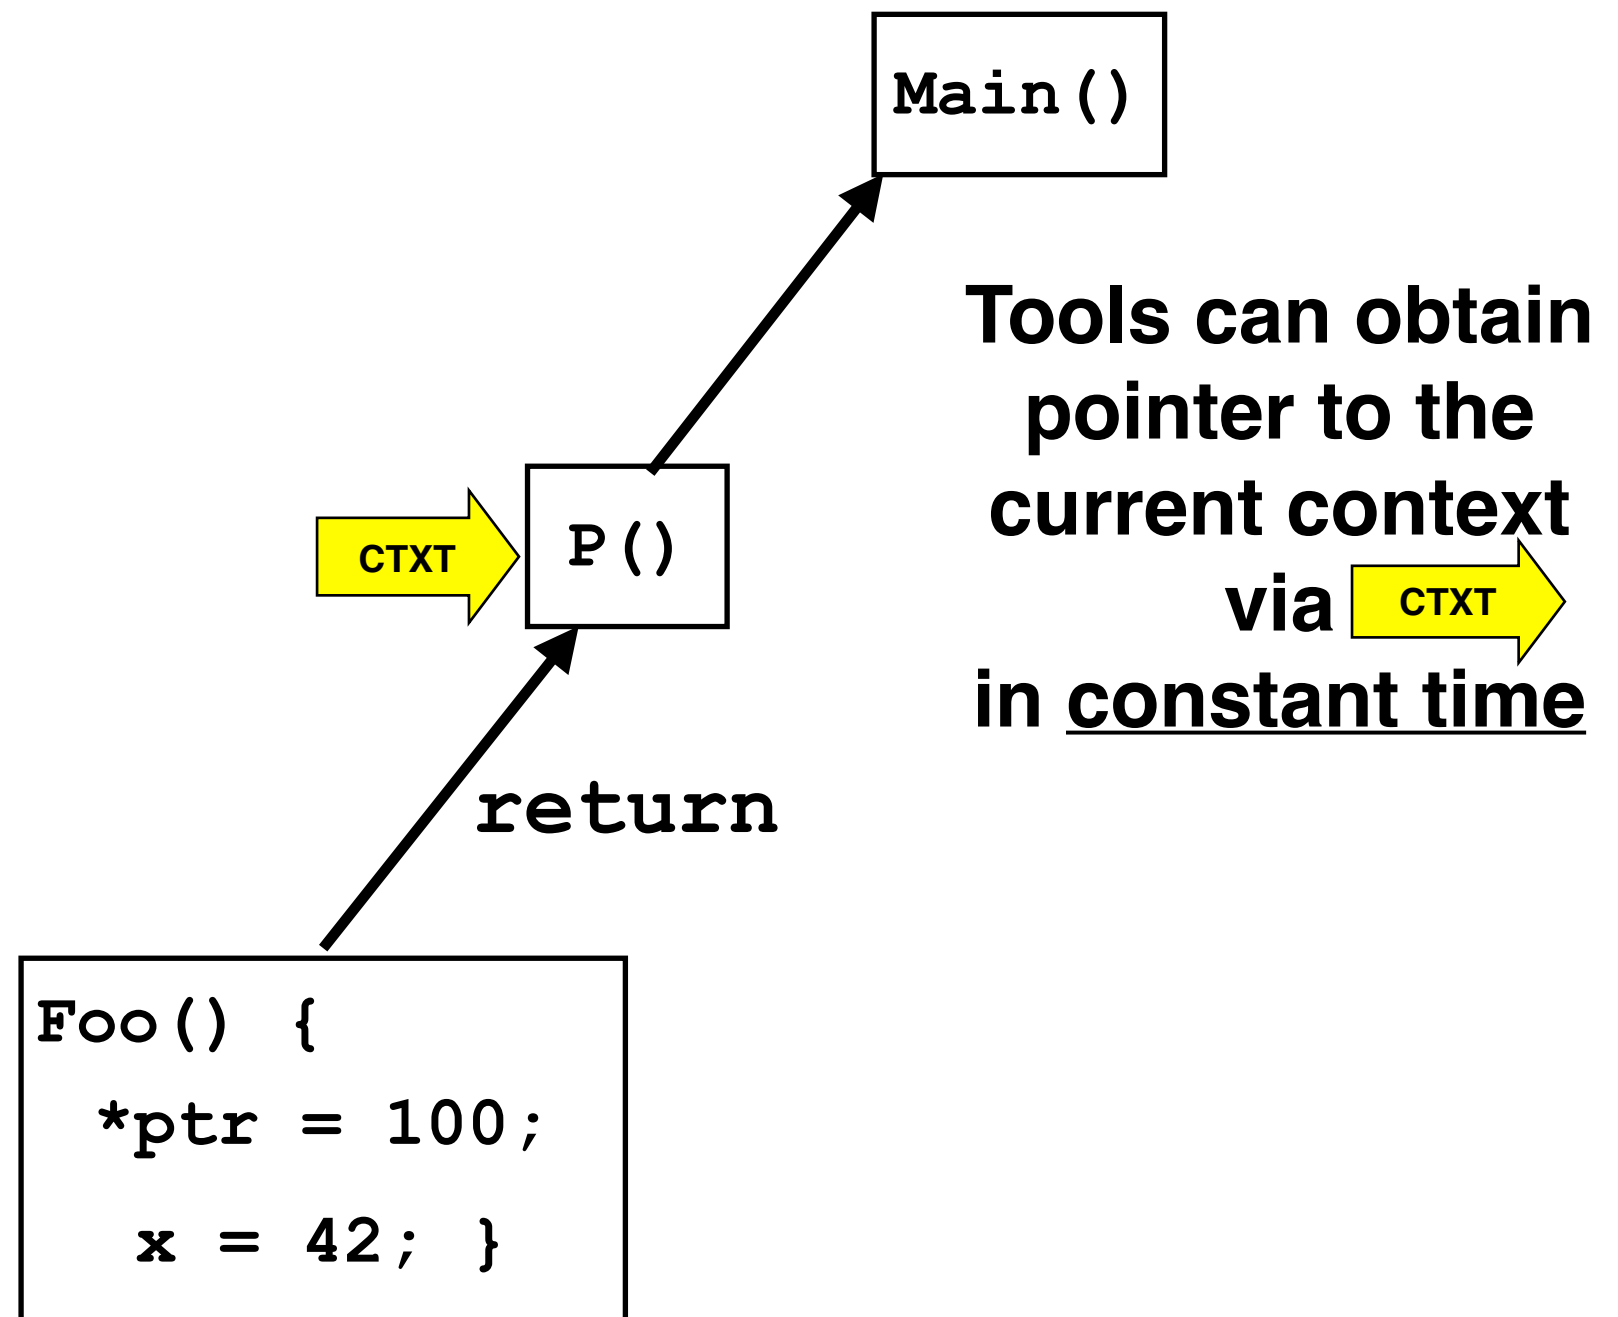 Main()
Tools can obtain
pointer to the
current context
via CTXT
in constant time
CTXT
P()
return
Foo() {
*ptr = 100;
x = 42; }